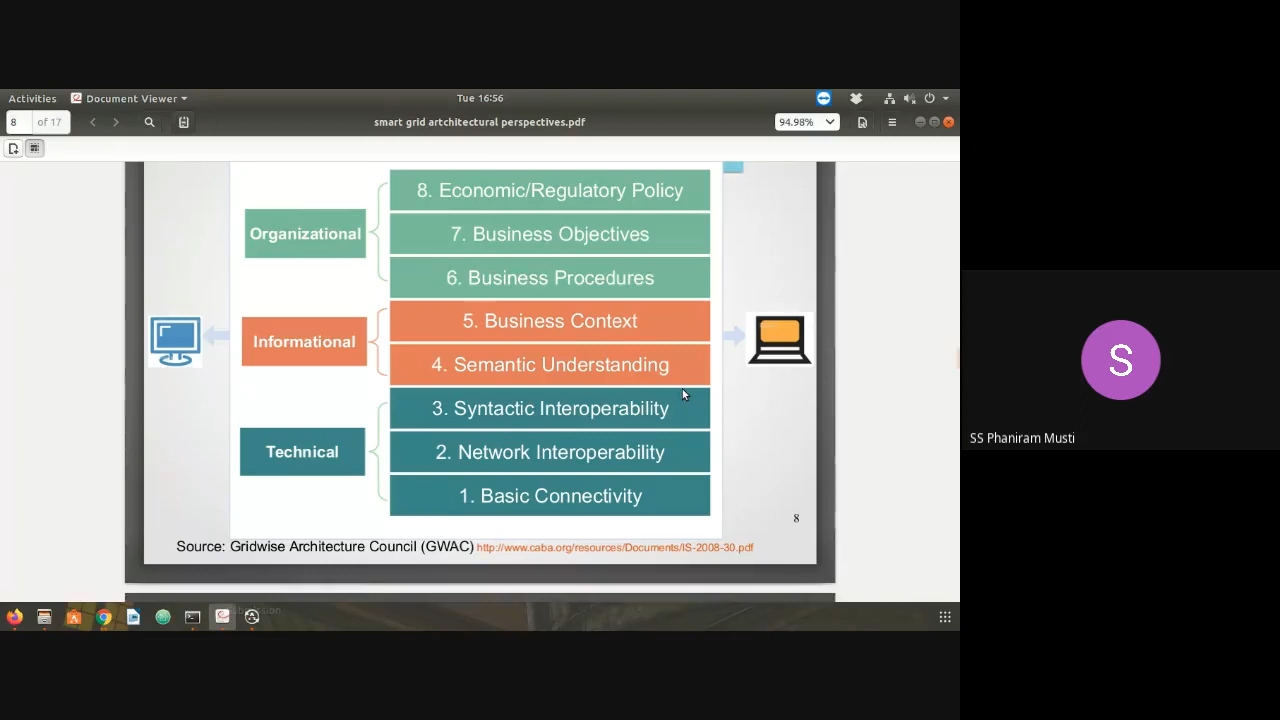 Activities
Document Viewer
Tue 16:56
8
of 17
smart grid artchitectural perspectives.pdf
94.98%
8. Economic/Regulatory Policy
Organizational
7. Business Objectives
6. Business Procedures
5. Business Context
Informational
4. Semantic Understanding
3. Syntactic Interoperability
Technical
2. Network Interoperability
1. Basic Connectivity
8
Source: Gridwise Architecture Council (GWAC) http://www.caba.org/resources/Documents/IS-2008-30.pdf
S
SS Phaniram Musti